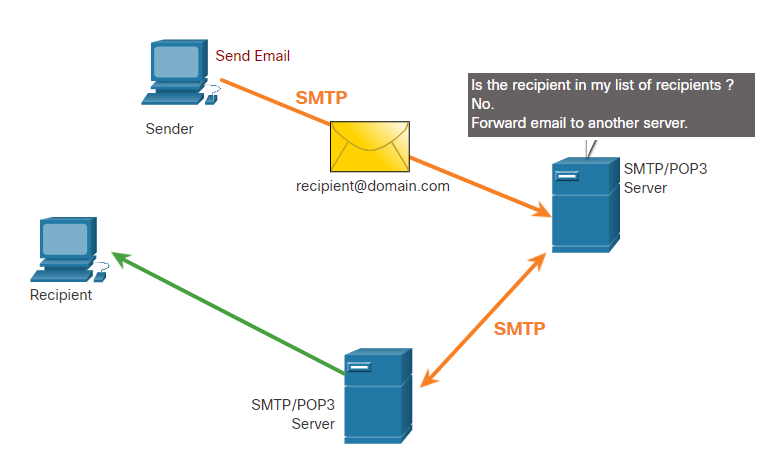 Send Email
SMTP
Sender
recipient@domain.com
Is the recipient in my list of recipients ?
No.
Forward email to another server.
SMTP/POP3
Server
Recipient
SMTP
SMTP/POP3
Server